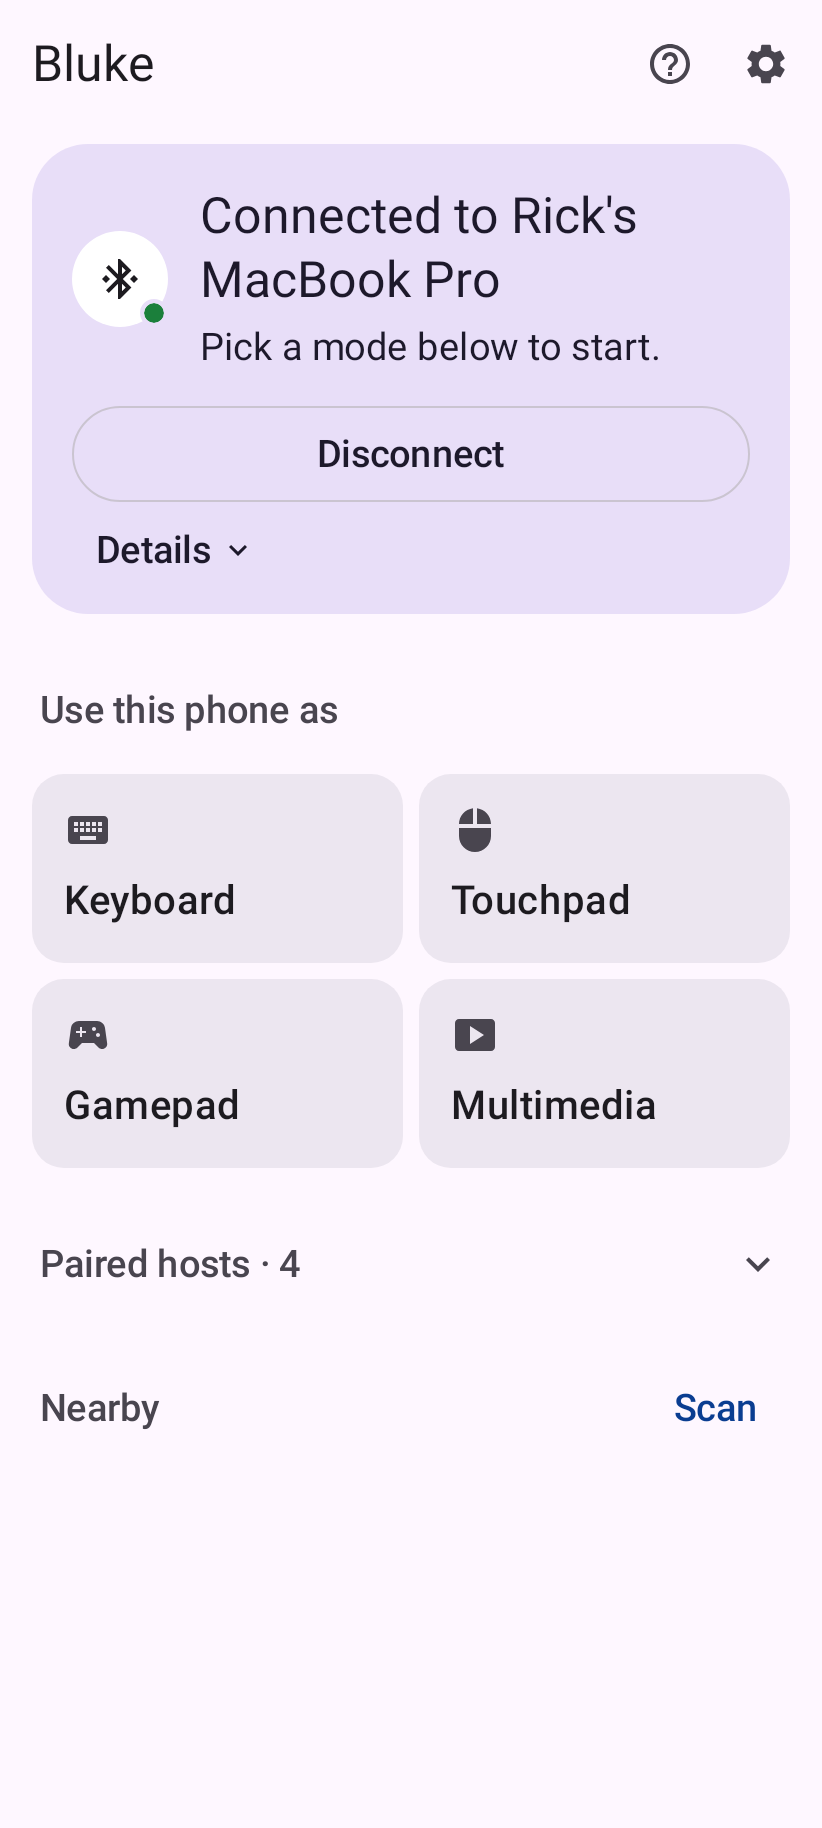 Bluke
Connected to Rick's
MacBook Pro
Pick a mode below to start.
Disconnect
Details
Use this phone as
Keyboard
Touchpad
Gamepad
Multimedia
Paired hosts · 4
Nearby
Scan